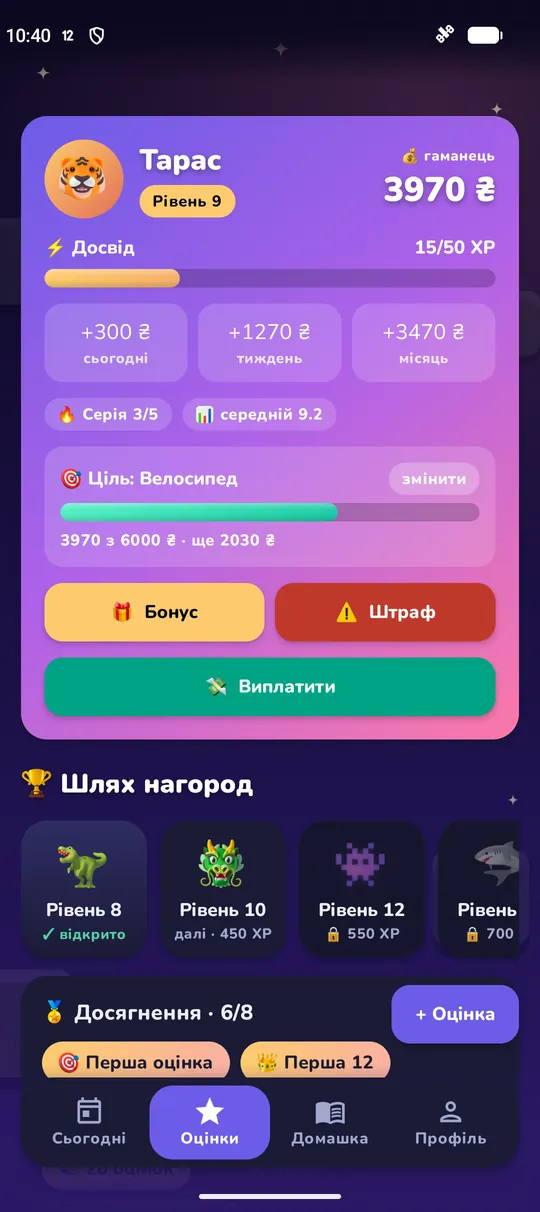 10:40 12
Тарас
Рівень 9
💰 гаманець
3970 ₴
⚡ Досвід
15/50 XP
+300 ₴
сьогодні
+1270 ₴
тиждень
+3470 ₴
місяць
🔥 Серія 3/5
📊 середній 9.2
🎯 Ціль: Велосипед
змінити
3970 з 6000 ₴ · ще 2030 ₴
🎁 Бонус
⚠️ Штраф
💸 Виплатити
🏆 Шлях нагород
Рівень 8
✓ відкрито
Рівень 10
далі · 450 XP
Рівень 12
🔒 550 XP
Рівень
🔒 700
🏅 Досягнення · 6/8
+ Оцінка
🎯 Перша оцінка
👑 Перша 12
Сьогодні
Оцінки
Домашка
Профіль